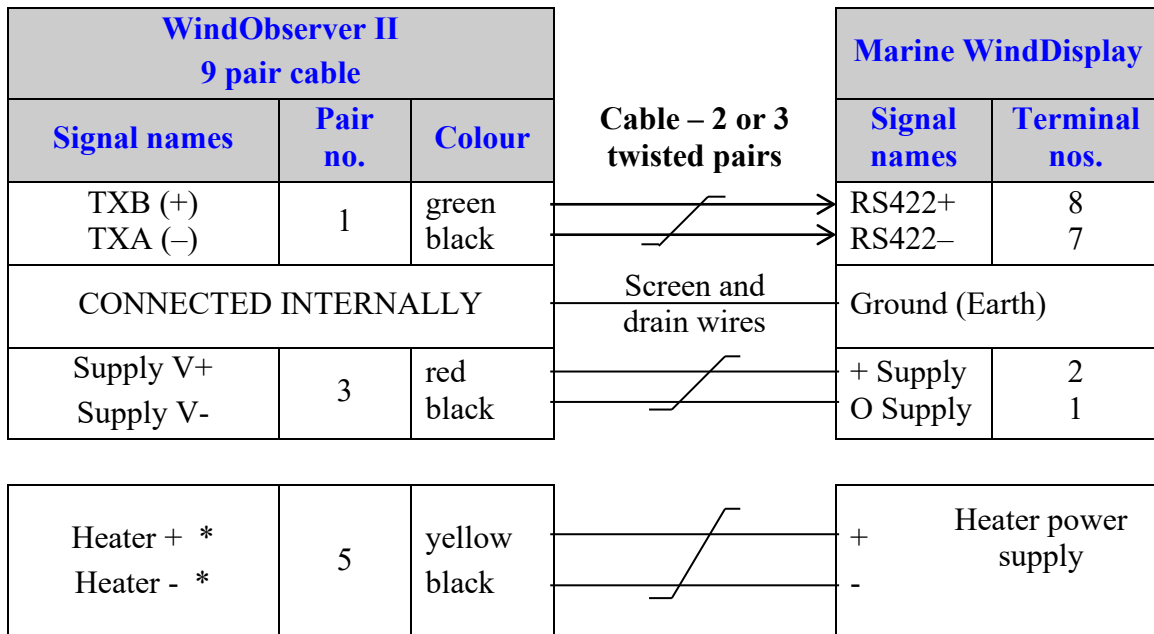 WindObserver II
9 pair cable
Marine WindDisplay
Signal names
Pair no.
Colour
Cable – 2 or 3
twisted pairs
Signal names
Terminal nos.
TXB (+)
TXA (–)
1
green
black
RS422+
RS422–
8
7
CONNECTED INTERNALLY
Screen and
drain wires
Ground (Earth)
Supply V+
Supply V-
3
red
black
+ Supply
O Supply
2
1
Heater + *
Heater - *
5
yellow
black
+
-
Heater power
supply